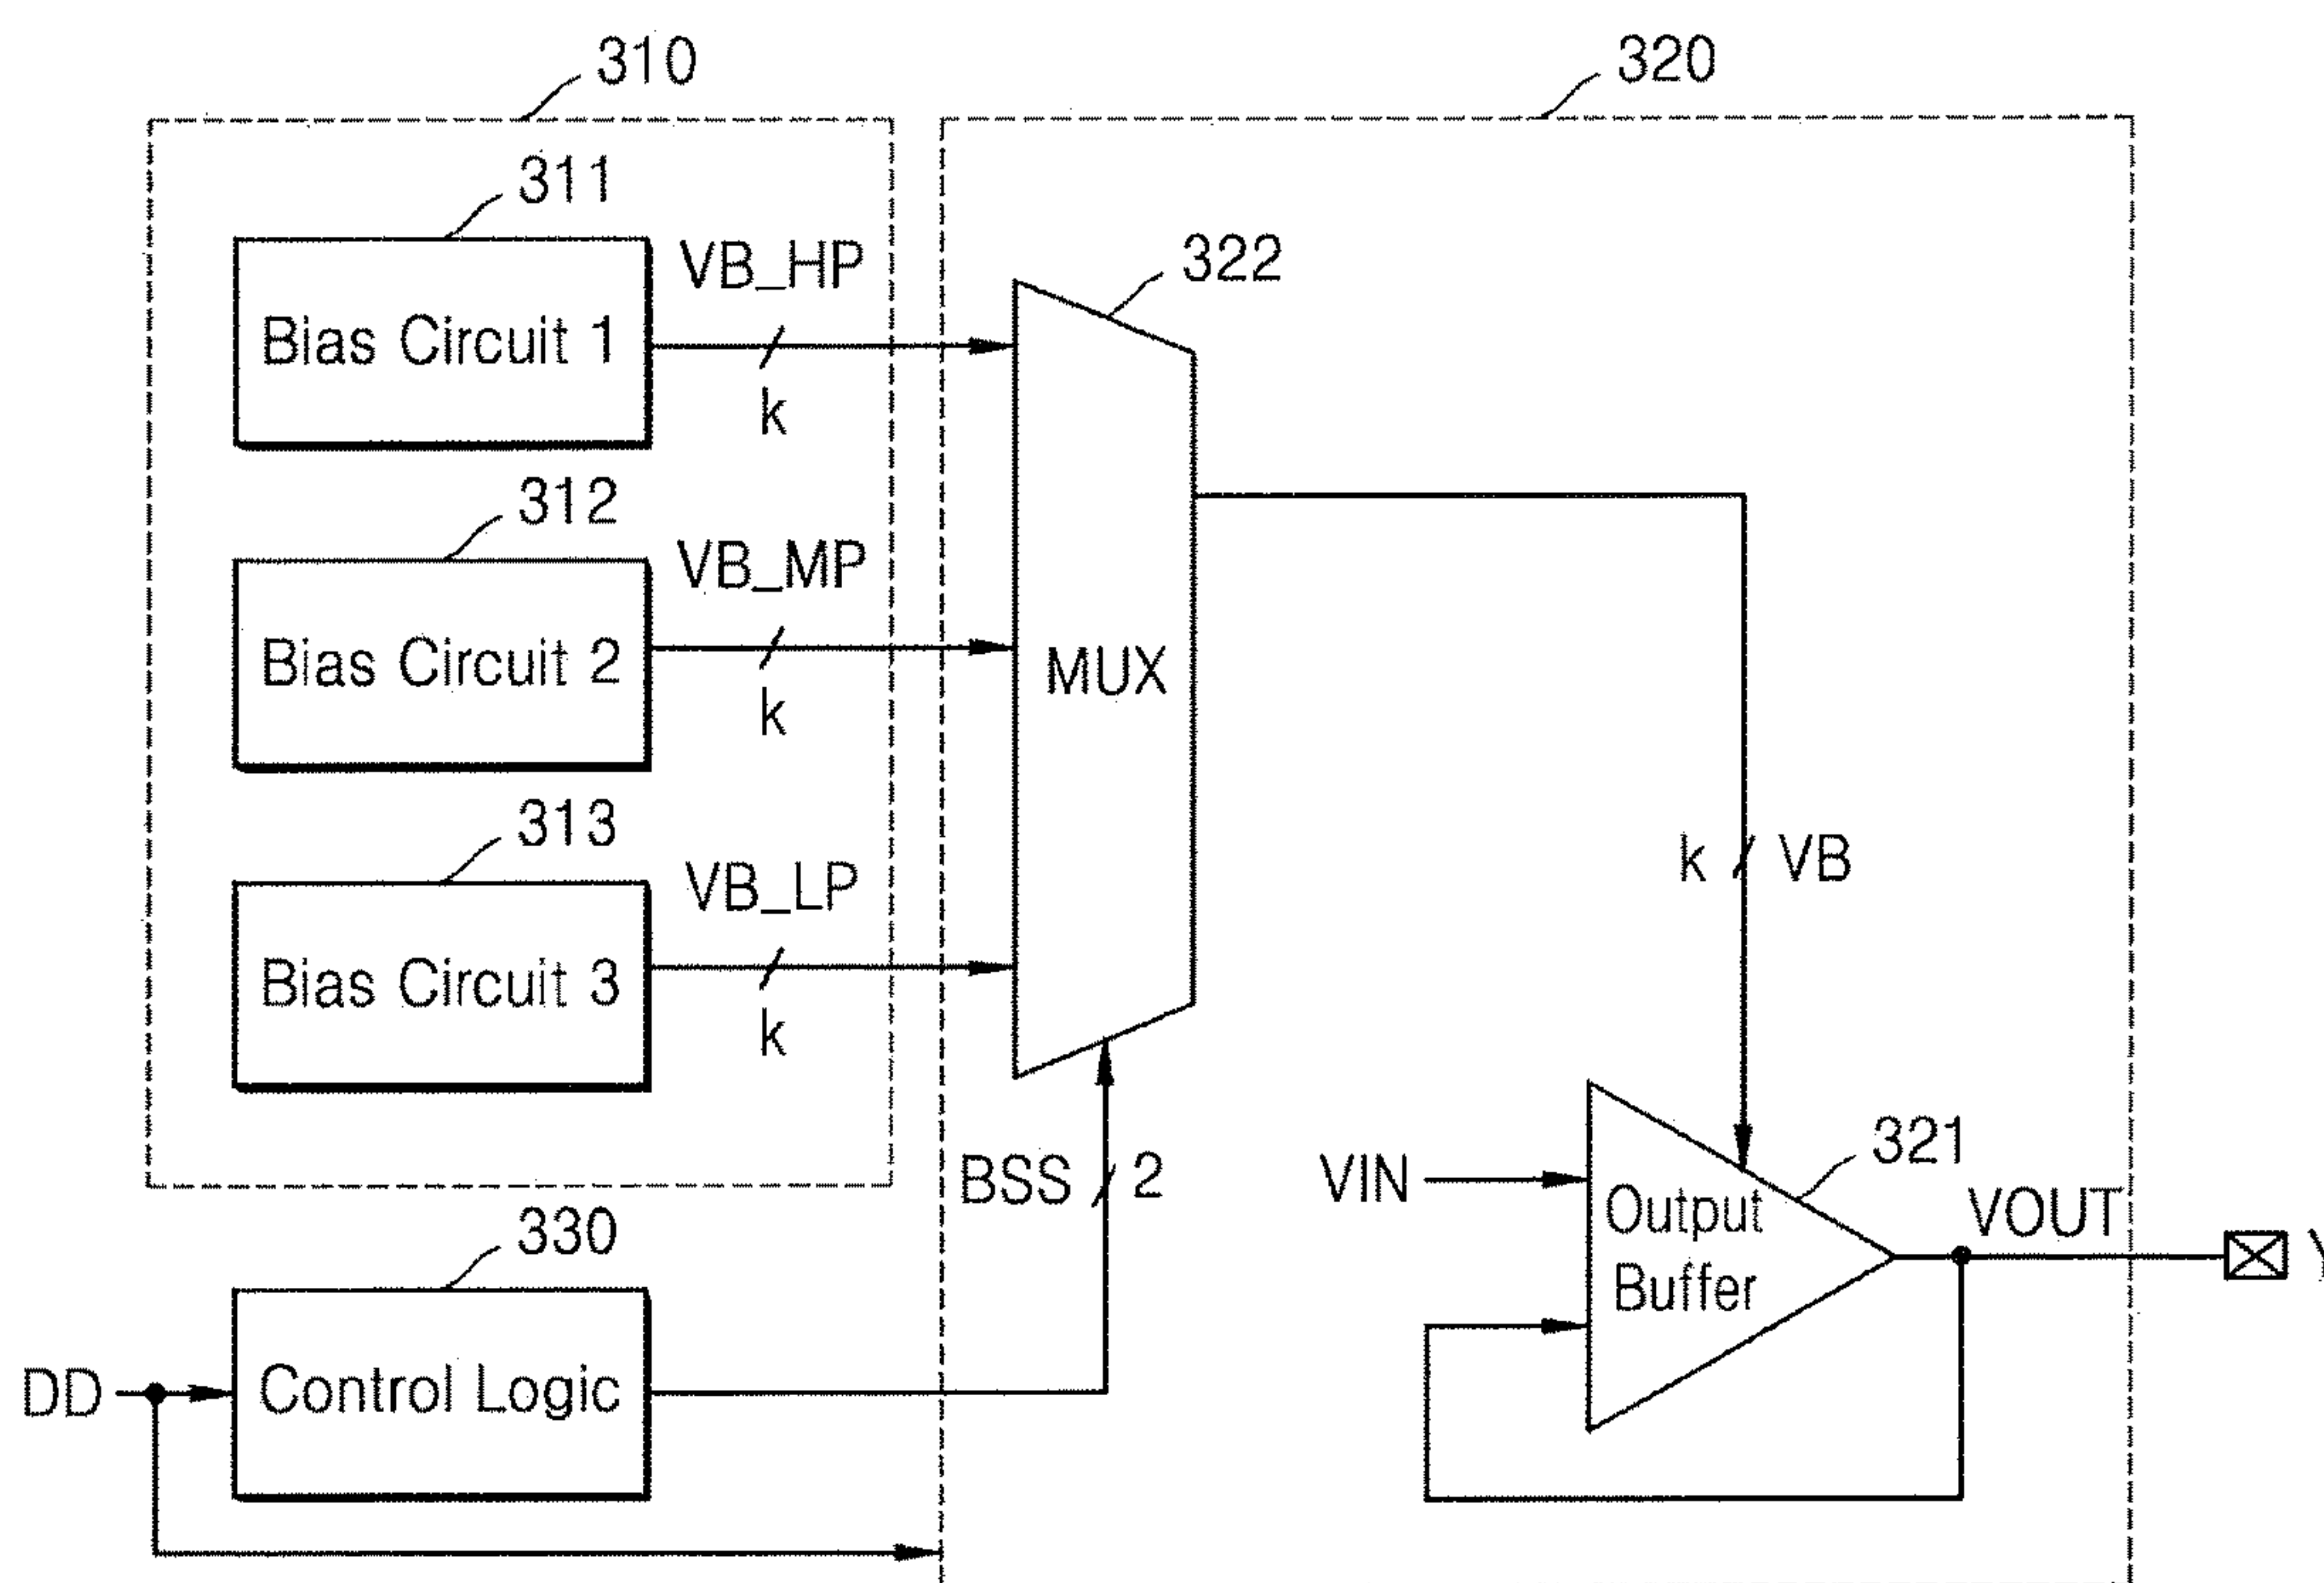 310
320
311
VB_HP
322
Bias Circuit 1
k
312
VB_MP
Bias Circuit 2
k
MUX
313
VB_LP
k VB
Bias Circuit 3
k
BSS 2
VIN
321
Output
Buffer
VOUT
Y
330
DD
Control Logic